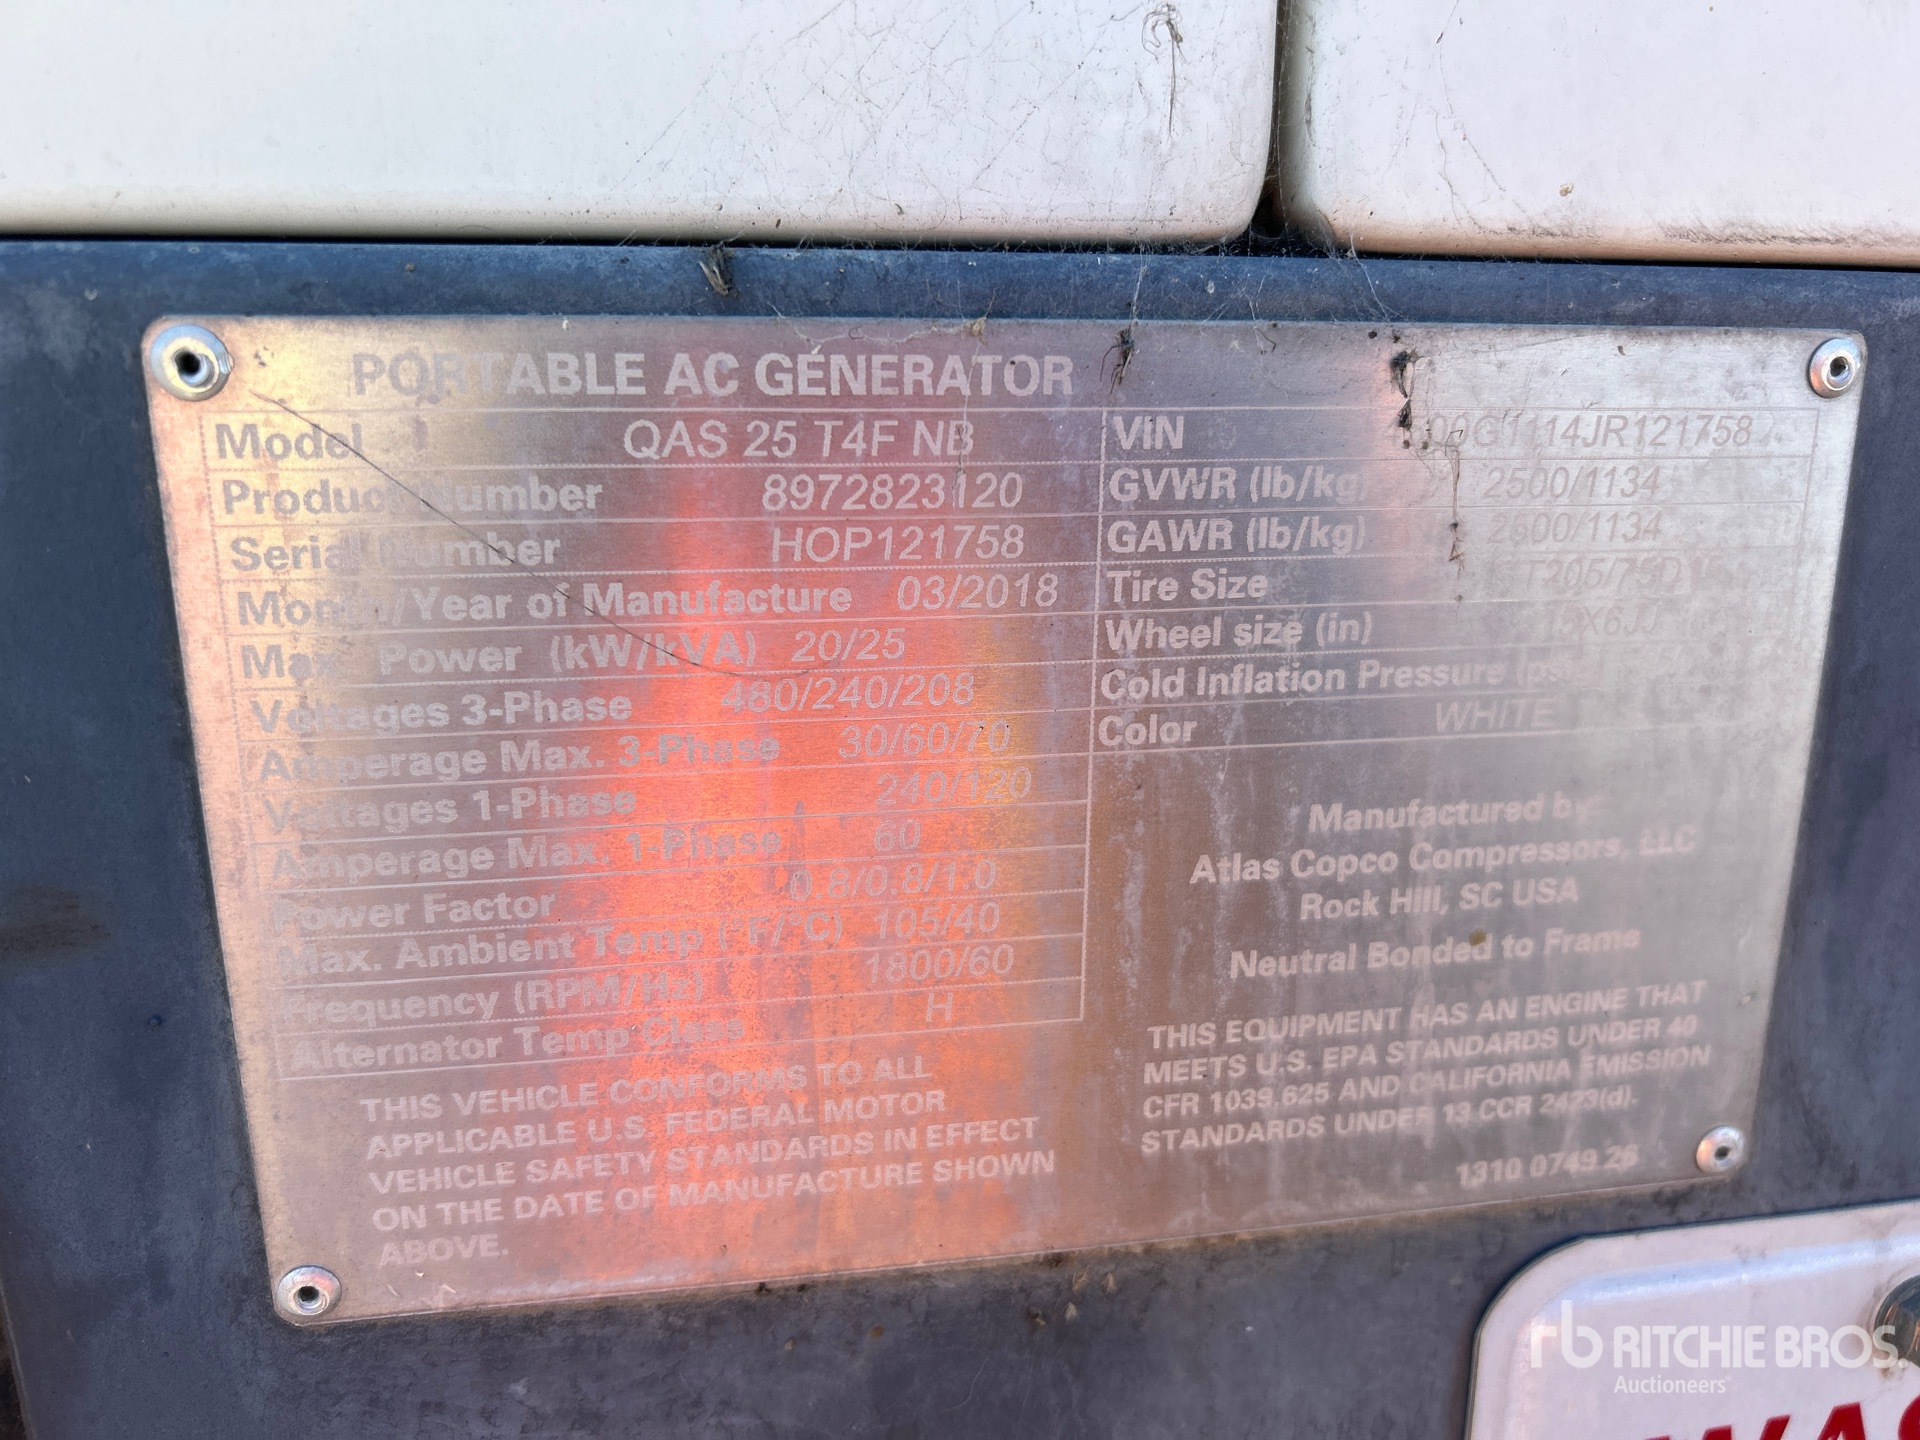 PORTABLE AC GENERATOR
Model QAS 25 T4F NB
Product Number 8972823120
Serial Number HOP121758
Month/Year of Manufacture 03/2018
Max. Power (kW/kVA) 20/25
Voltages 3-Phase 480/240/208
Amperage Max. 3-Phase 30/60/70
Voltages 1-Phase 240/120
Amperage Max. 1-Phase 60
Power Factor 0.8/0.8/1.0
Max. Ambient Temp (°F/°C) 105/40
Frequency (RPM/Hz) 1800/60
Alternator Temp Class H
THIS VEHICLE CONFORMS TO ALL
APPLICABLE U.S. FEDERAL MOTOR
VEHICLE SAFETY STANDARDS IN EFFECT
ON THE DATE OF MANUFACTURE SHOWN
ABOVE.
VIN
GVWR (lb/kg) 2500/1134
GAWR (lb/kg) 2500/1134
Tire Size
Wheel size (in) 15X6JJ
Cold Inflation Pressure (psi)
Color WHITE
Manufactured by
Atlas Copco Compressors, LLC
Rock Hill, SC USA
Neutral Bonded to Frame
THIS EQUIPMENT HAS AN ENGINE THAT
MEETS U.S. EPA STANDARDS UNDER 40
CFR 1039.625 AND CALIFORNIA EMISSION
STANDARDS UNDER 13 CCR 2423(d).
1310 0749 26
rb RITCHIE BROS.
Auctioneers